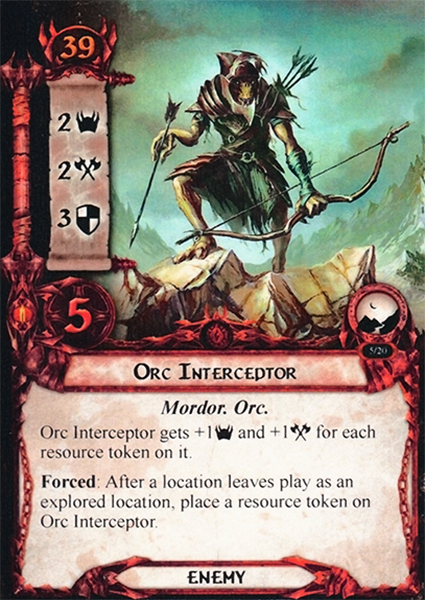 39
2
2
3
5
5/20
Orc Interceptor
Mordor. Orc.
Orc Interceptor gets +1 and +1 for each
resource token on it.
Forced: After a location leaves play as an
explored location, place a resource token on
Orc Interceptor.
ENEMY